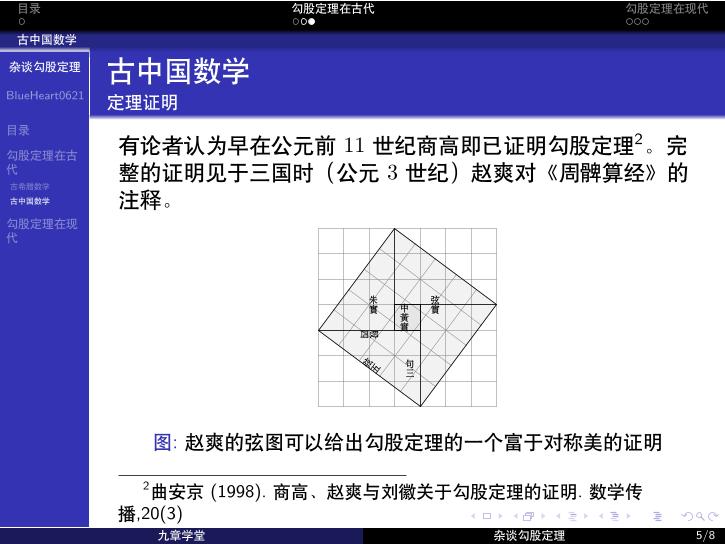 目录
勾股定理在古代
勾股定理在现代
古中国数学
杂谈勾股定理
BlueHeart0621
目录
勾股定理在古
代
古希腊数学
古中国数学
勾股定理在现
代
古中国数学
定理证明
有论者认为早在公元前 11 世纪商高即已证明勾股定理2。完
整的证明见于三国时（公元 3 世纪）赵爽对《周髀算经》的
注释。
朱實
中黃實
弦實
句三
图: 赵爽的弦图可以给出勾股定理的一个富于对称美的证明
2曲安京 (1998). 商高、赵爽与刘徽关于勾股定理的证明. 数学传
播,20(3)
九章学堂
杂谈勾股定理
5/8